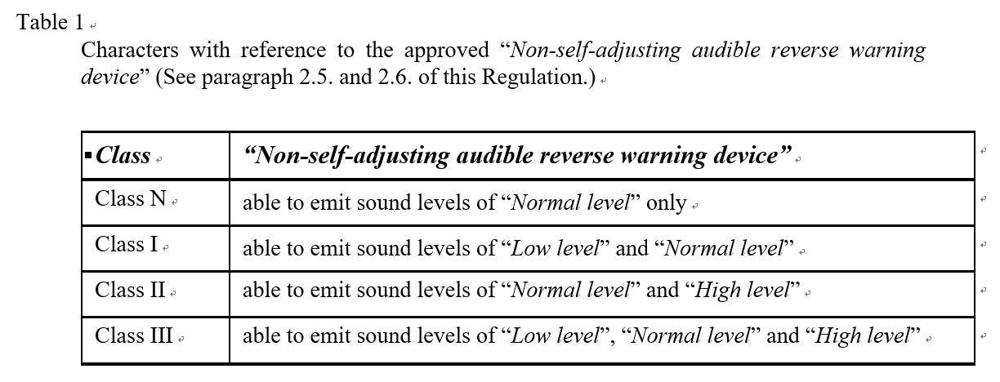 Table 1
Characters with reference to the approved “Non-self-adjusting audible reverse warning
device” (See paragraph 2.5. and 2.6. of this Regulation.)
Class “Non-self-adjusting audible reverse warning device”
Class N able to emit sound levels of “Normal level” only
Class I able to emit sound levels of “Low level” and “Normal level”
Class II able to emit sound levels of “Normal level” and “High level”
Class III able to emit sound levels of “Low level”, “Normal level” and “High level”